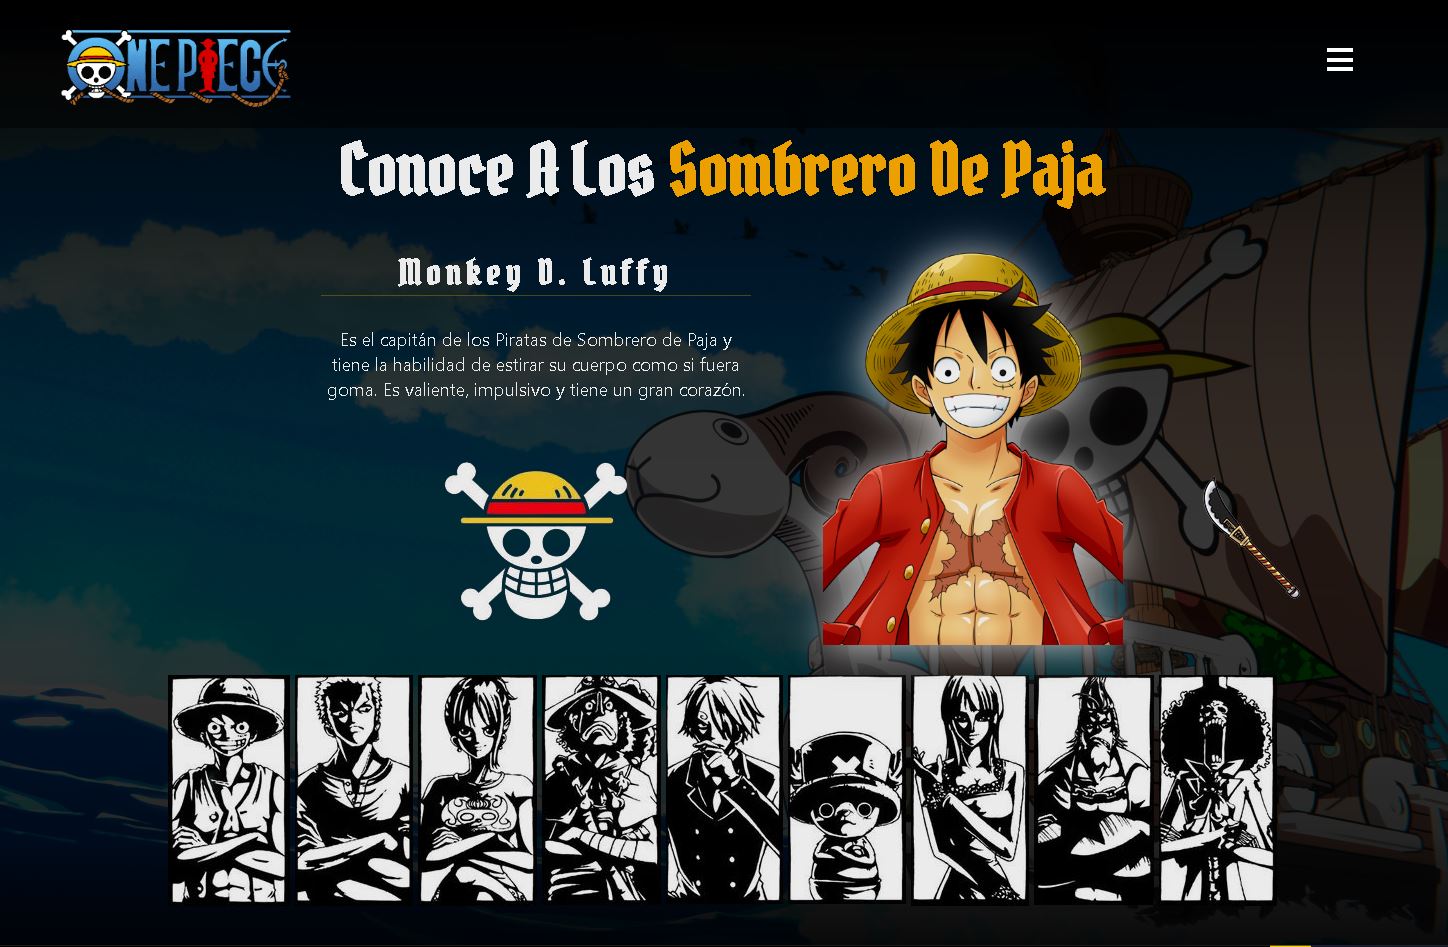 ONE PIECE
Conoce A Los Sombrero De Paja
Monkey D. Luffy
Es el capitán de los Piratas de Sombrero de Paja y
tiene la habilidad de estirar su cuerpo como si fuera
goma. Es valiente, impulsivo y tiene un gran corazón.